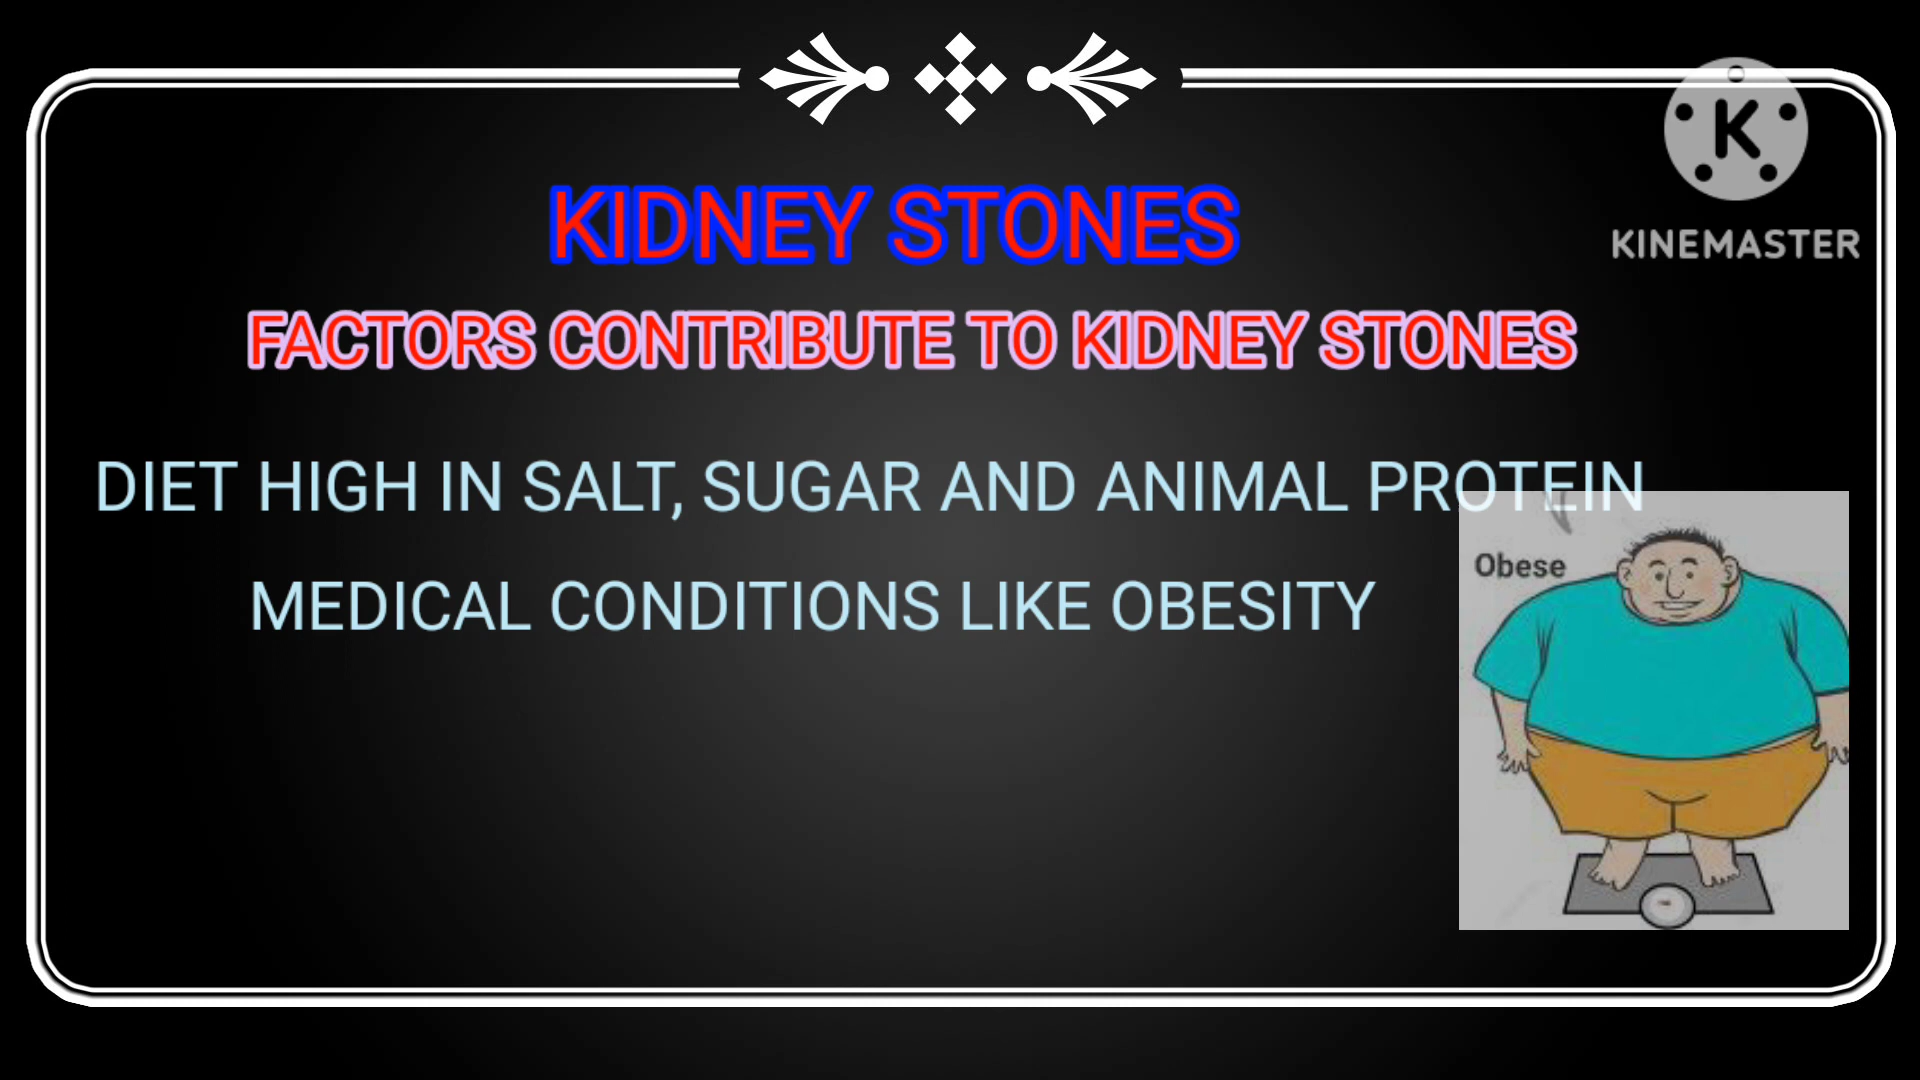 KINEMASTER
KIDNEY STONES
FACTORS CONTRIBUTE TO KIDNEY STONES
DIET HIGH IN SALT, SUGAR AND ANIMAL PROTEIN
MEDICAL CONDITIONS LIKE OBESITY
Obese